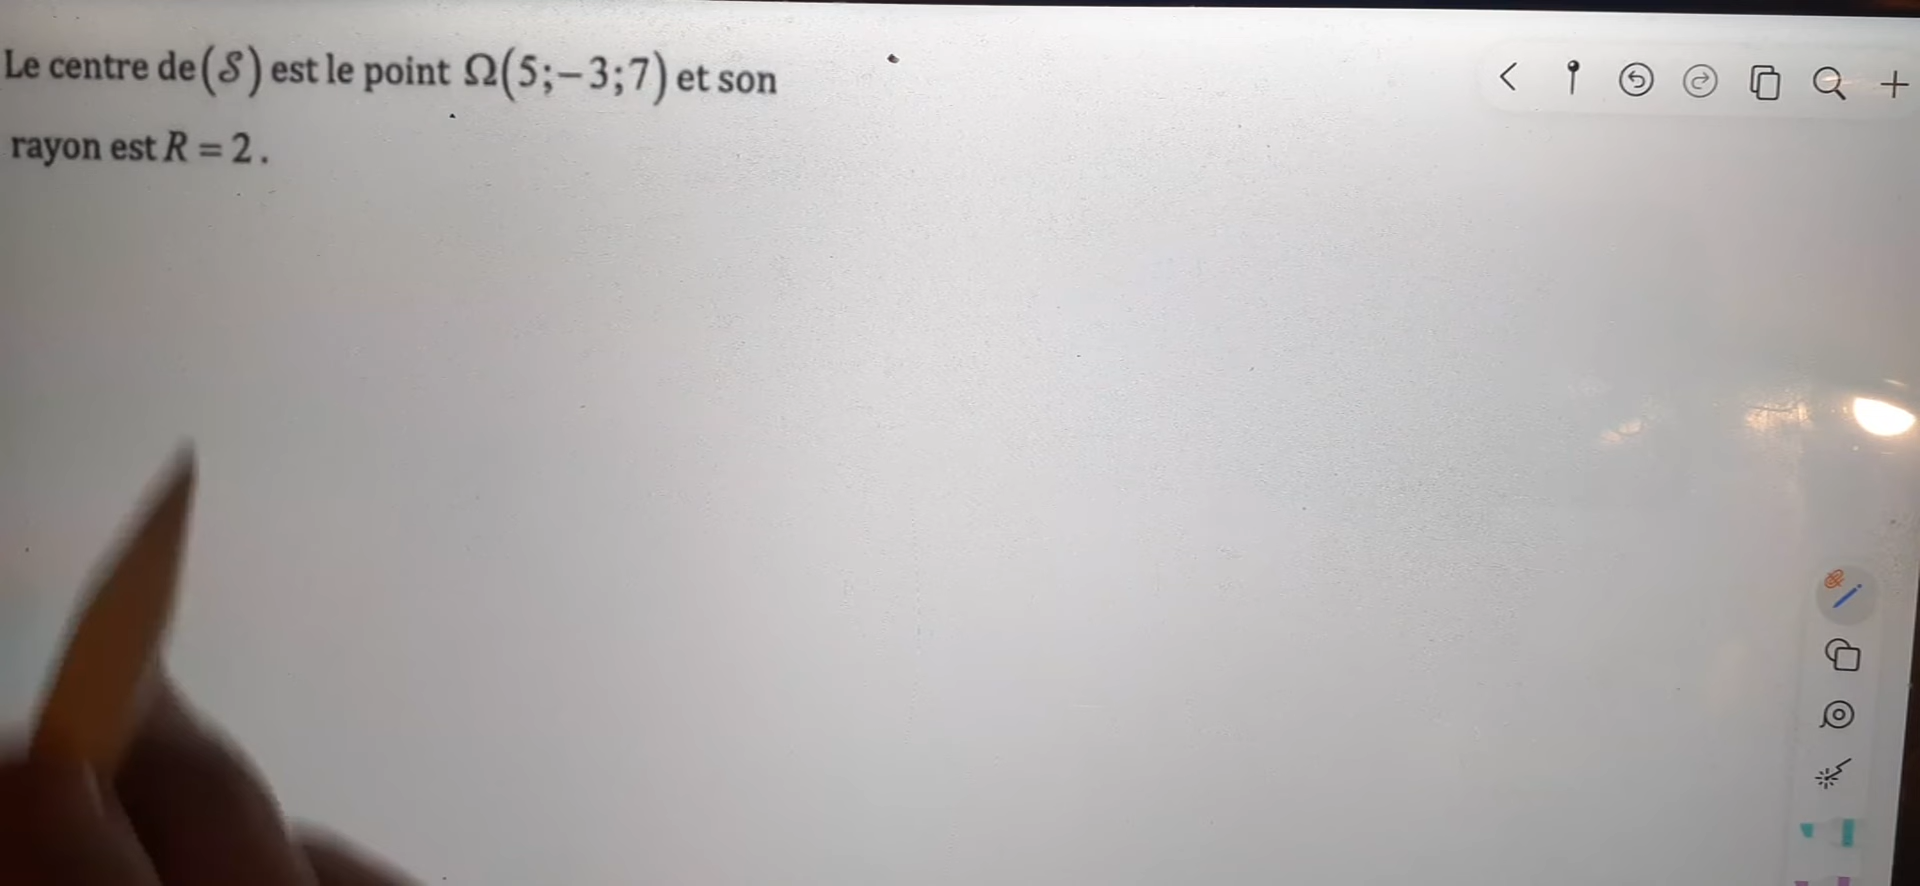 Le centre de (𝒮) est le point Ω(5;−3;7) et son
rayon est R = 2.